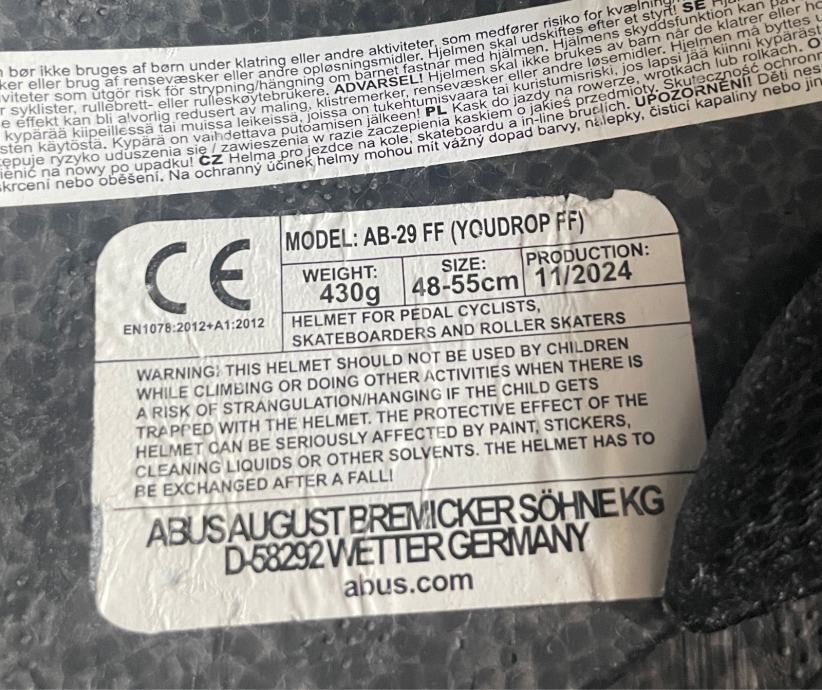 bør ikke bruges af børn under klatring eller andre aktiviteter, som medfører risiko for kvælning
ker eller brug af rensevæsker eller andre opløsningsmidler. Hjelmen skal udskiftes efter et styrt! SE
viteter som utgör risk för strypning/hängning om barnet fastnar med hjälmen. Hjälmens skyddsfunktion kan
r syklister, rullebrett- eller rulleskøytebrukere. ADVARSEL! Hjelmen skal ikke brukes av barn når de klatrer eller
e effekt kan bli alvorlig redusert av maling, klistremerker, rensevæsker eller andre løsemidler. Hjelmen må byttes
kypärää kiipeillessä tai muissa leikeissä, joissa on tukehtumisvaara tai kuristumisriski, jos lapsi jää kiinni kypäräst
sten käytöstä. Kypärä on vaihdettava putoamisen jälkeen! PL Kask do jazdy na rowerze, wrotkach lub rolkach.
ępuje ryzyko uduszenia się / zawieszenia w razie zaczepienia kaskiem o jakieś przedmioty. Skuteczność ochronn
ienić na nowy po upadku! CZ Helma pro jezdce na kole, skateboardu a in-line bruslích. UPOZORNĚNÍ! Děti nes
krcení nebo oběšení. Na ochranný účinek helmy mohou mít vážný dopad barvy, nálepky, čisticí kapaliny nebo jin
CE
EN1078:2012+A1:2012
MODEL: AB-29 FF (YOUDROP FF)
WEIGHT:
430g
SIZE:
48-55cm
PRODUCTION:
11/2024
HELMET FOR PEDAL CYCLISTS,
SKATEBOARDERS AND ROLLER SKATERS
WARNING: THIS HELMET SHOULD NOT BE USED BY CHILDREN
WHILE CLIMBING OR DOING OTHER ACTIVITIES WHEN THERE IS
A RISK OF STRANGULATION/HANGING IF THE CHILD GETS
TRAPPED WITH THE HELMET. THE PROTECTIVE EFFECT OF THE
HELMET CAN BE SERIOUSLY AFFECTED BY PAINT, STICKERS,
CLEANING LIQUIDS OR OTHER SOLVENTS. THE HELMET HAS TO
BE EXCHANGED AFTER A FALL!
ABUS AUGUST BREMICKER SÖHNE KG
D-58292 WETTER GERMANY
abus.com